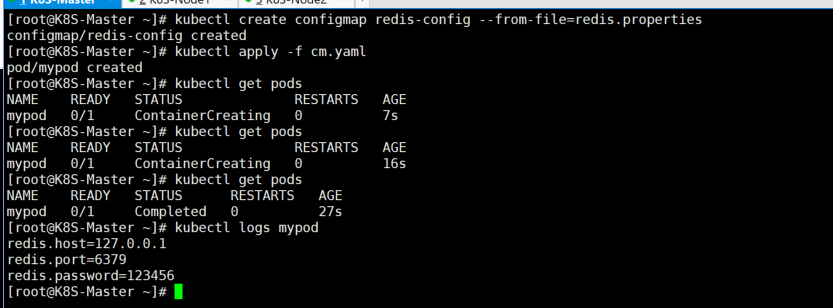 1 K8S-Master 2 K8S-Node1 3 K8S-Node2
[root@K8S-Master ~]# kubectl create configmap redis-config --from-file=redis.properties
configmap/redis-config created
[root@K8S-Master ~]# kubectl apply -f cm.yaml
pod/mypod created
[root@K8S-Master ~]# kubectl get pods
NAME    READY   STATUS              RESTARTS   AGE
mypod   0/1     ContainerCreating   0          7s
[root@K8S-Master ~]# kubectl get pods
NAME    READY   STATUS              RESTARTS   AGE
mypod   0/1     ContainerCreating   0          16s
[root@K8S-Master ~]# kubectl get pods
NAME    READY   STATUS      RESTARTS   AGE
mypod   0/1     Completed   0          27s
[root@K8S-Master ~]# kubectl logs mypod
redis.host=127.0.0.1
redis.port=6379
redis.password=123456
[root@K8S-Master ~]#